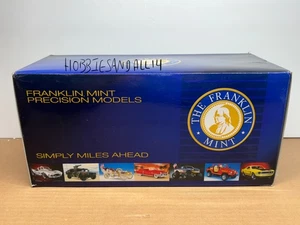 HOBBIESANDALL14
FRANKLIN MINT
PRECISION MODELS
THE FRANKLIN
MINT
SIMPLY MILES AHEAD